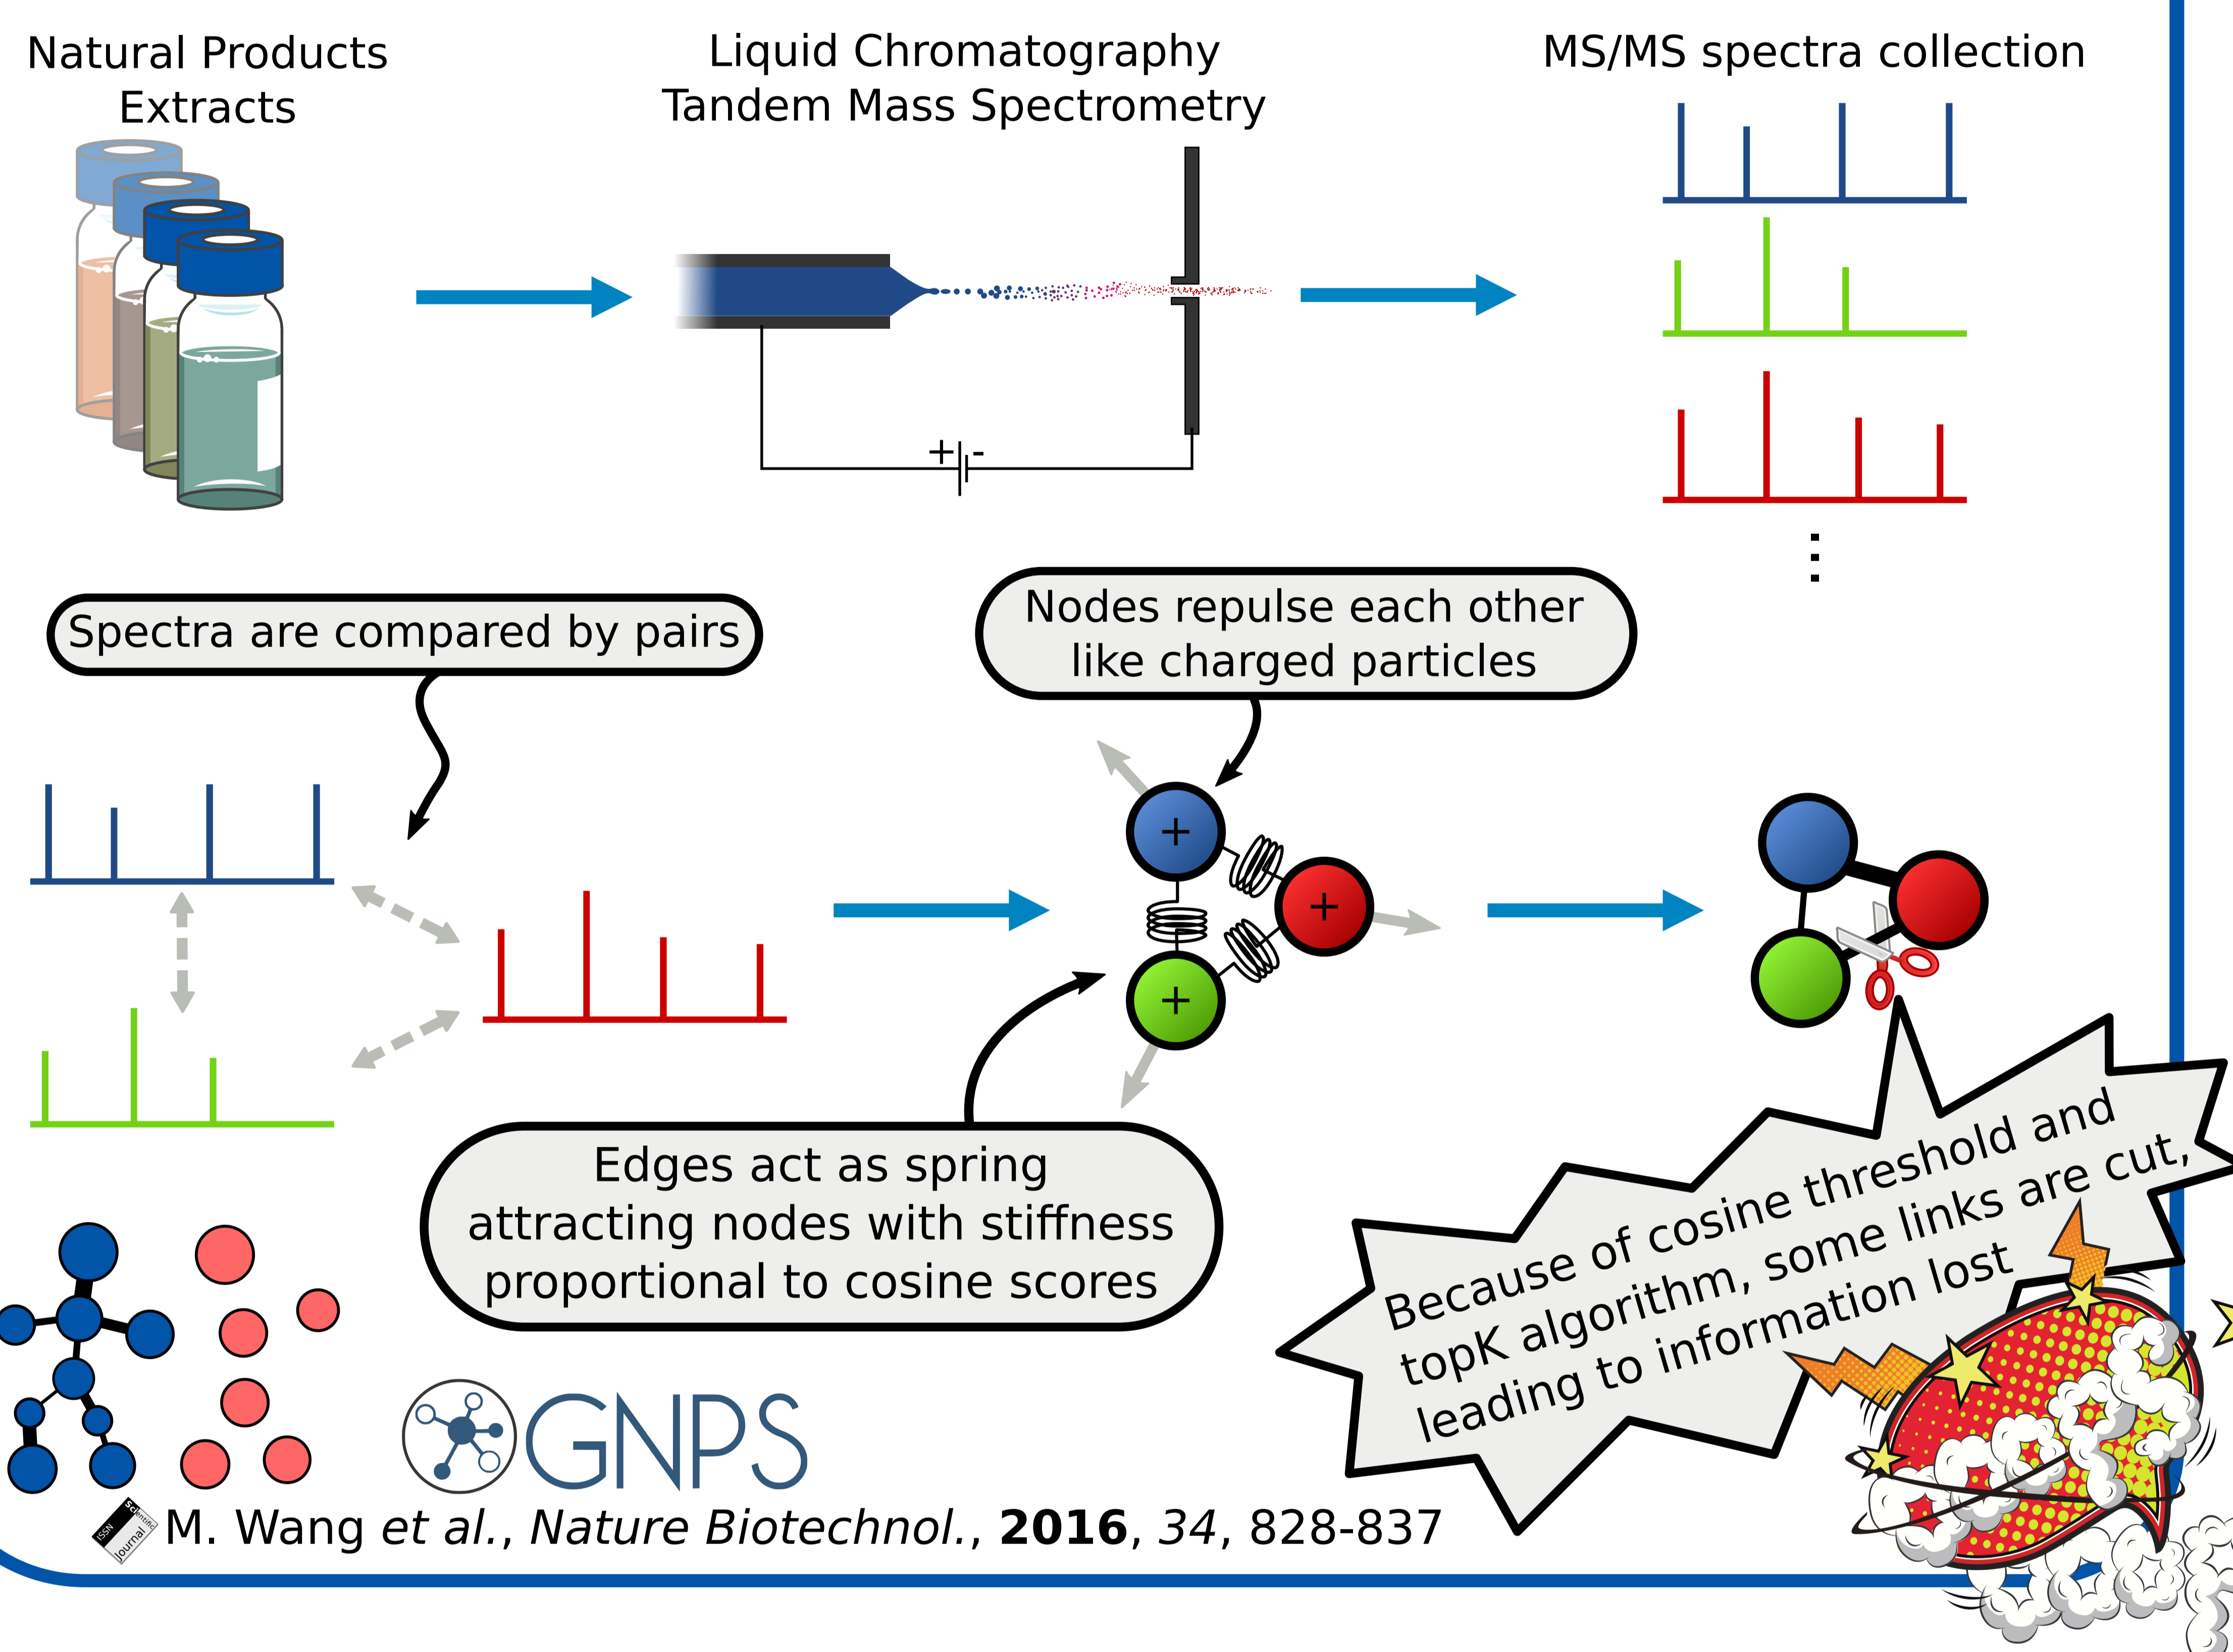 Natural Products
Extracts
Liquid Chromatography
Tandem Mass Spectrometry
MS/MS spectra collection
+ -
Spectra are compared by pairs
Nodes repulse each other
like charged particles
+
+
+
Edges act as spring
attracting nodes with stiffness
proportional to cosine scores
Because of cosine threshold and
topK algorithm, some links are cut,
leading to information lost
GNPS
ISSN
Scientific
Journal
M. Wang et al., Nature Biotechnol., 2016, 34, 828-837